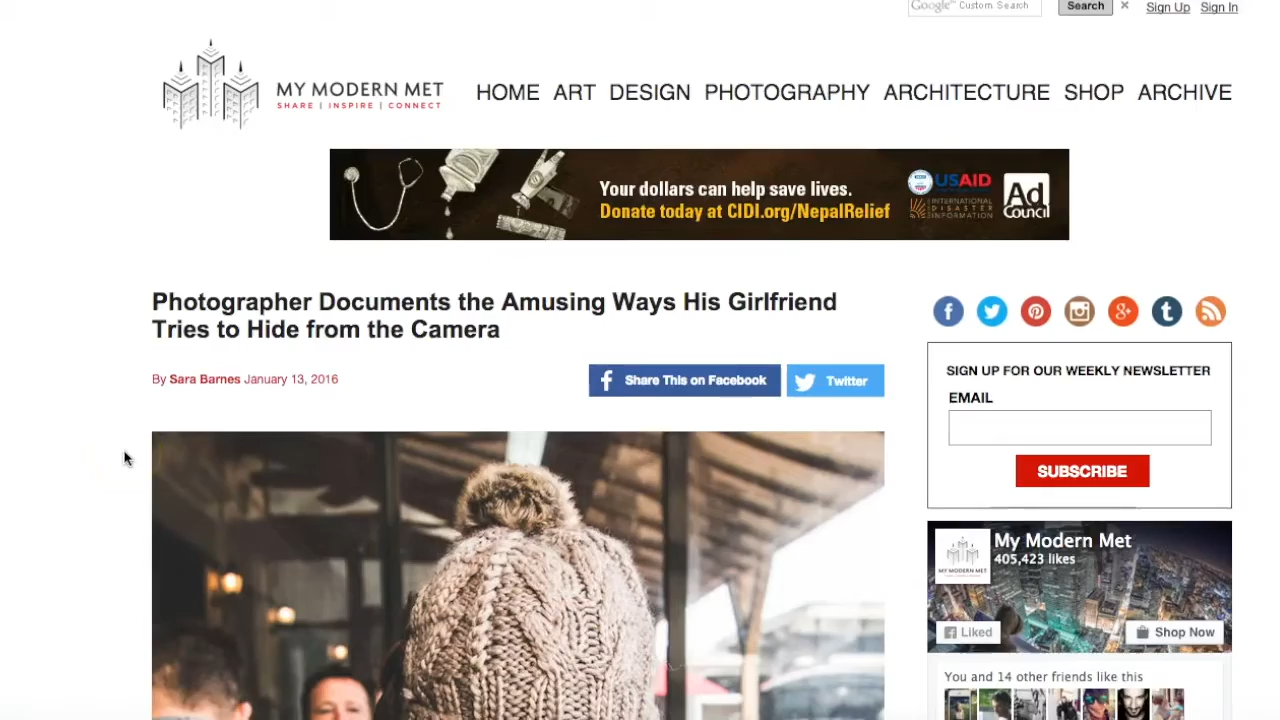 Google™ Custom Search
Search
×
Sign Up
Sign In
MY MODERN MET
SHARE | INSPIRE | CONNECT
HOME ART DESIGN PHOTOGRAPHY ARCHITECTURE SHOP ARCHIVE
Your dollars can help save lives.
Donate today at CIDI.org/NepalRelief
USAID
INTERNATIONAL
DISASTER
INFORMATION
Ad
Council
Photographer Documents the Amusing Ways His Girlfriend
Tries to Hide from the Camera
By Sara Barnes January 13, 2016
Share This on Facebook
Twitter
SIGN UP FOR OUR WEEKLY NEWSLETTER
EMAIL
SUBSCRIBE
MY MODERN MET
My Modern Met
405,423 likes
Liked
Shop Now
You and 14 other friends like this